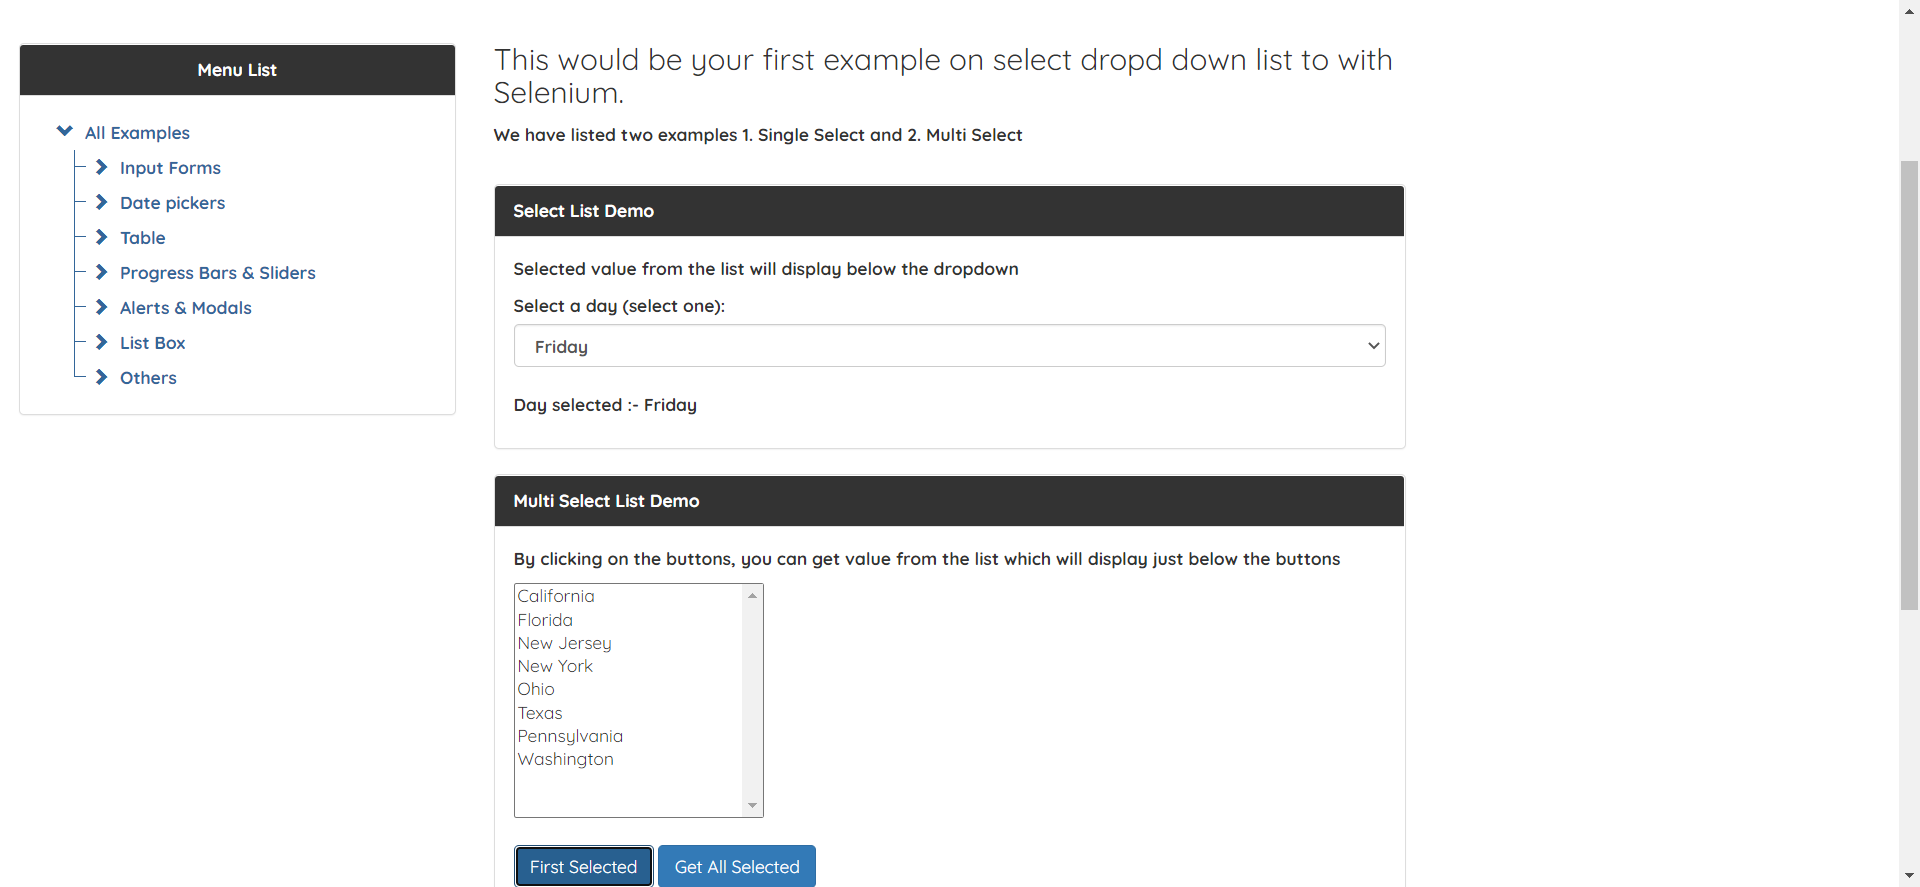 Menu List
All Examples
Input Forms
Date pickers
Table
Progress Bars & Sliders
Alerts & Modals
List Box
Others
This would be your first example on select dropd down list to with
Selenium.
We have listed two examples 1. Single Select and 2. Multi Select
Select List Demo
Selected value from the list will display below the dropdown
Select a day (select one):
Friday
Day selected :- Friday
Multi Select List Demo
By clicking on the buttons, you can get value from the list which will display just below the buttons
California
Florida
New Jersey
New York
Ohio
Texas
Pennsylvania
Washington
First Selected Get All Selected